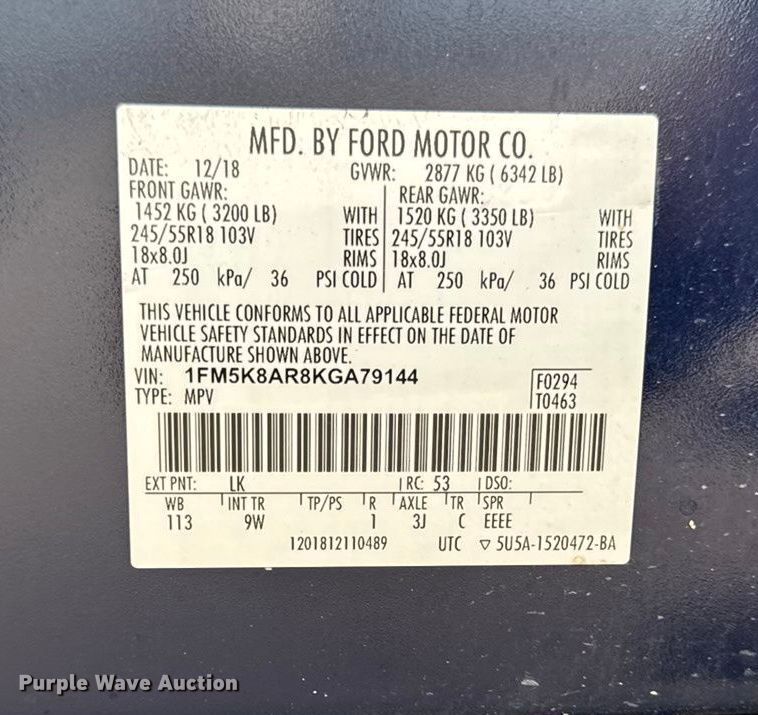 MFD. BY FORD MOTOR CO.
DATE: 12/18 GVWR: 2877 KG ( 6342 LB)
FRONT GAWR: REAR GAWR:
1452 KG ( 3200 LB) WITH 1520 KG ( 3350 LB) WITH
245/55R18 103V TIRES 245/55R18 103V TIRES
18x8.0J RIMS 18x8.0J RIMS
AT 250 kPa/ 36 PSI COLD AT 250 kPa/ 36 PSI COLD
THIS VEHICLE CONFORMS TO ALL APPLICABLE FEDERAL MOTOR
VEHICLE SAFETY STANDARDS IN EFFECT ON THE DATE OF
MANUFACTURE SHOWN ABOVE.
VIN: 1FM5K8AR8KGA79144 F0294
TYPE: MPV T0463
EXT PNT: LK RC: 53 DSO:
WB INT TR TP/PS R AXLE TR SPR
113 9W 1 3J C EEEE
1201812110489 UTC ▽ 5U5A-1520472-BA
Purple Wave Auction